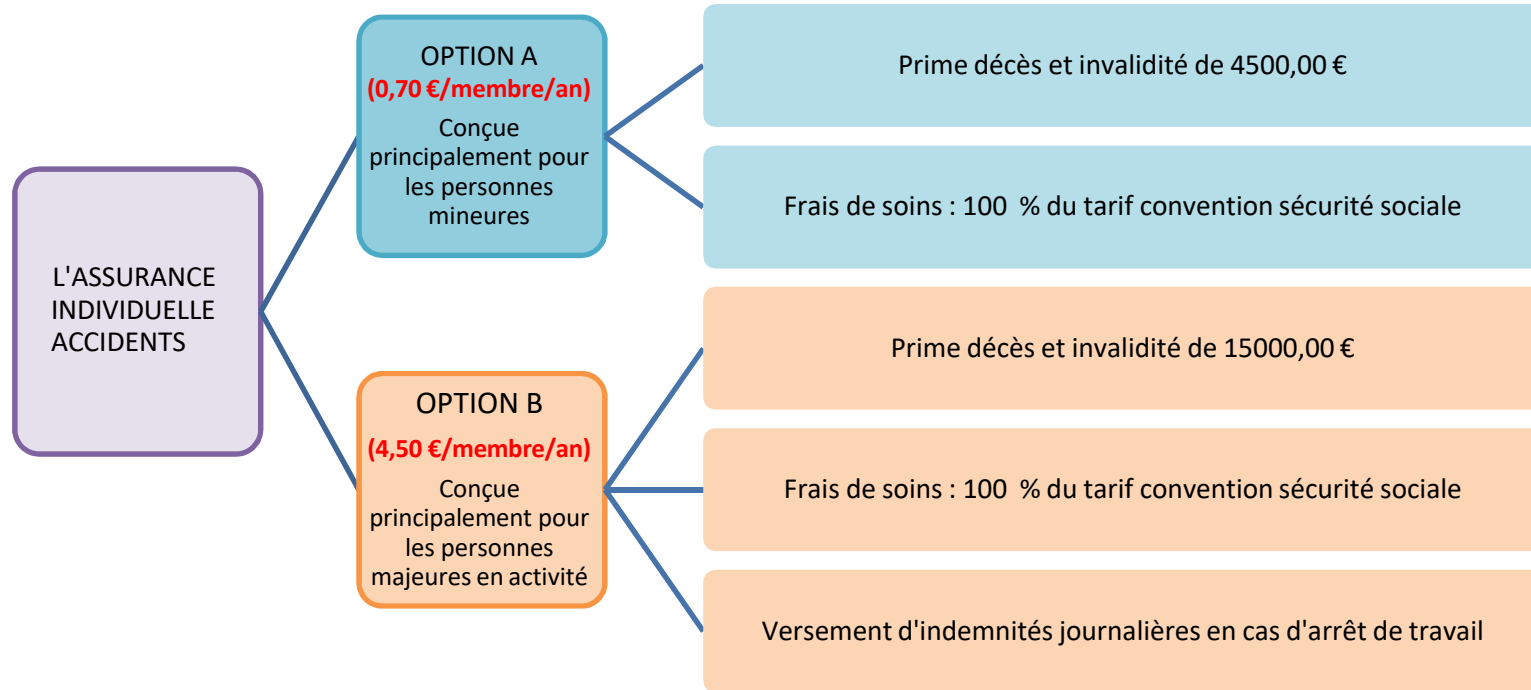 L'ASSURANCE
INDIVIDUELLE
ACCIDENTS
OPTION A
(0,70 €/membre/an)
Conçue
principalement pour
les personnes
mineures
Prime décès et invalidité de 4500,00 €
Frais de soins : 100 % du tarif convention sécurité sociale
OPTION B
(4,50 €/membre/an)
Conçue
principalement pour
les personnes
majeures en activité
Prime décès et invalidité de 15000,00 €
Frais de soins : 100 % du tarif convention sécurité sociale
Versement d'indemnités journalières en cas d'arrêt de travail